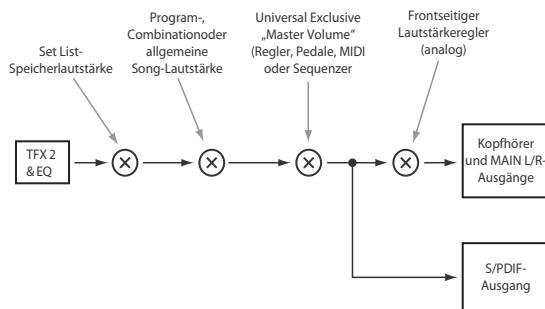 Set List-
Speicherlautstärke
Program-,
Combinationoder
allgemeine
Song-Lautstärke
Universal Exclusive
„Master Volume“
(Regler, Pedale, MIDI
oder Sequenzer
Frontseitiger
Lautstärkeregler
(analog)
TFX 2
& EQ
Kopfhörer
und MAIN L/R-
Ausgänge
S/PDIF-
Ausgang